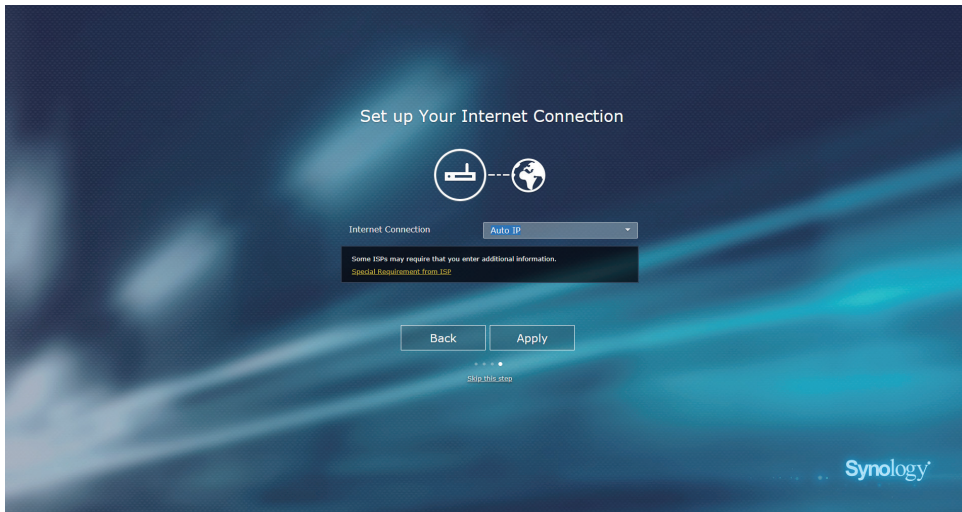 Set up Your Internet Connection
Internet Connection
Auto IP
Some ISPs may require that you enter additional information.
Special Requirement from ISP
Back
Apply
Skip this step
Synology